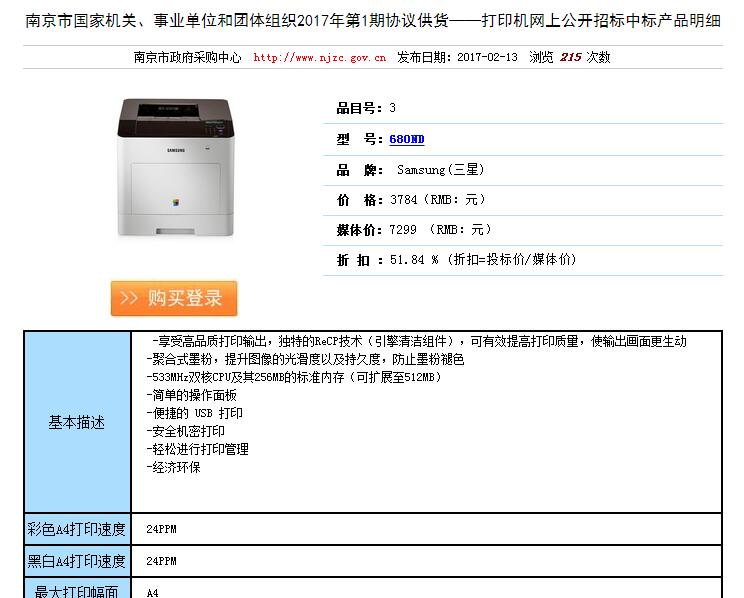 南京市国家机关、事业单位和团体组织2017年第1期协议供货——打印机网上公开招标中标产品明细
南京市政府采购中心 http://www.njzc.gov.cn 发布日期：2017-02-13 浏览 215 次数
SAMSUNG
品目号：3
型 号：680ND
品 牌： Samsung(三星)
价 格：3784（RMB：元）
媒体价：7299 （RMB：元）
折 扣 ：51.84 % (折扣=投标价/媒体价)
>> 购买登录
基本描述
-享受高品质打印输出，独特的ReCP技术（引擎清洁组件），可有效提高打印质量，使输出画面更生动
-聚合式墨粉，提升图像的光滑度以及持久度，防止墨粉褪色
-533MHz双核CPU及其256MB的标准内存（可扩展至512MB）
-简单的操作面板
-便捷的 USB 打印
-安全机密打印
-轻松进行打印管理
-经济环保
彩色A4打印速度 24PPM
黑白A4打印速度 24PPM
最大打印幅面 A4